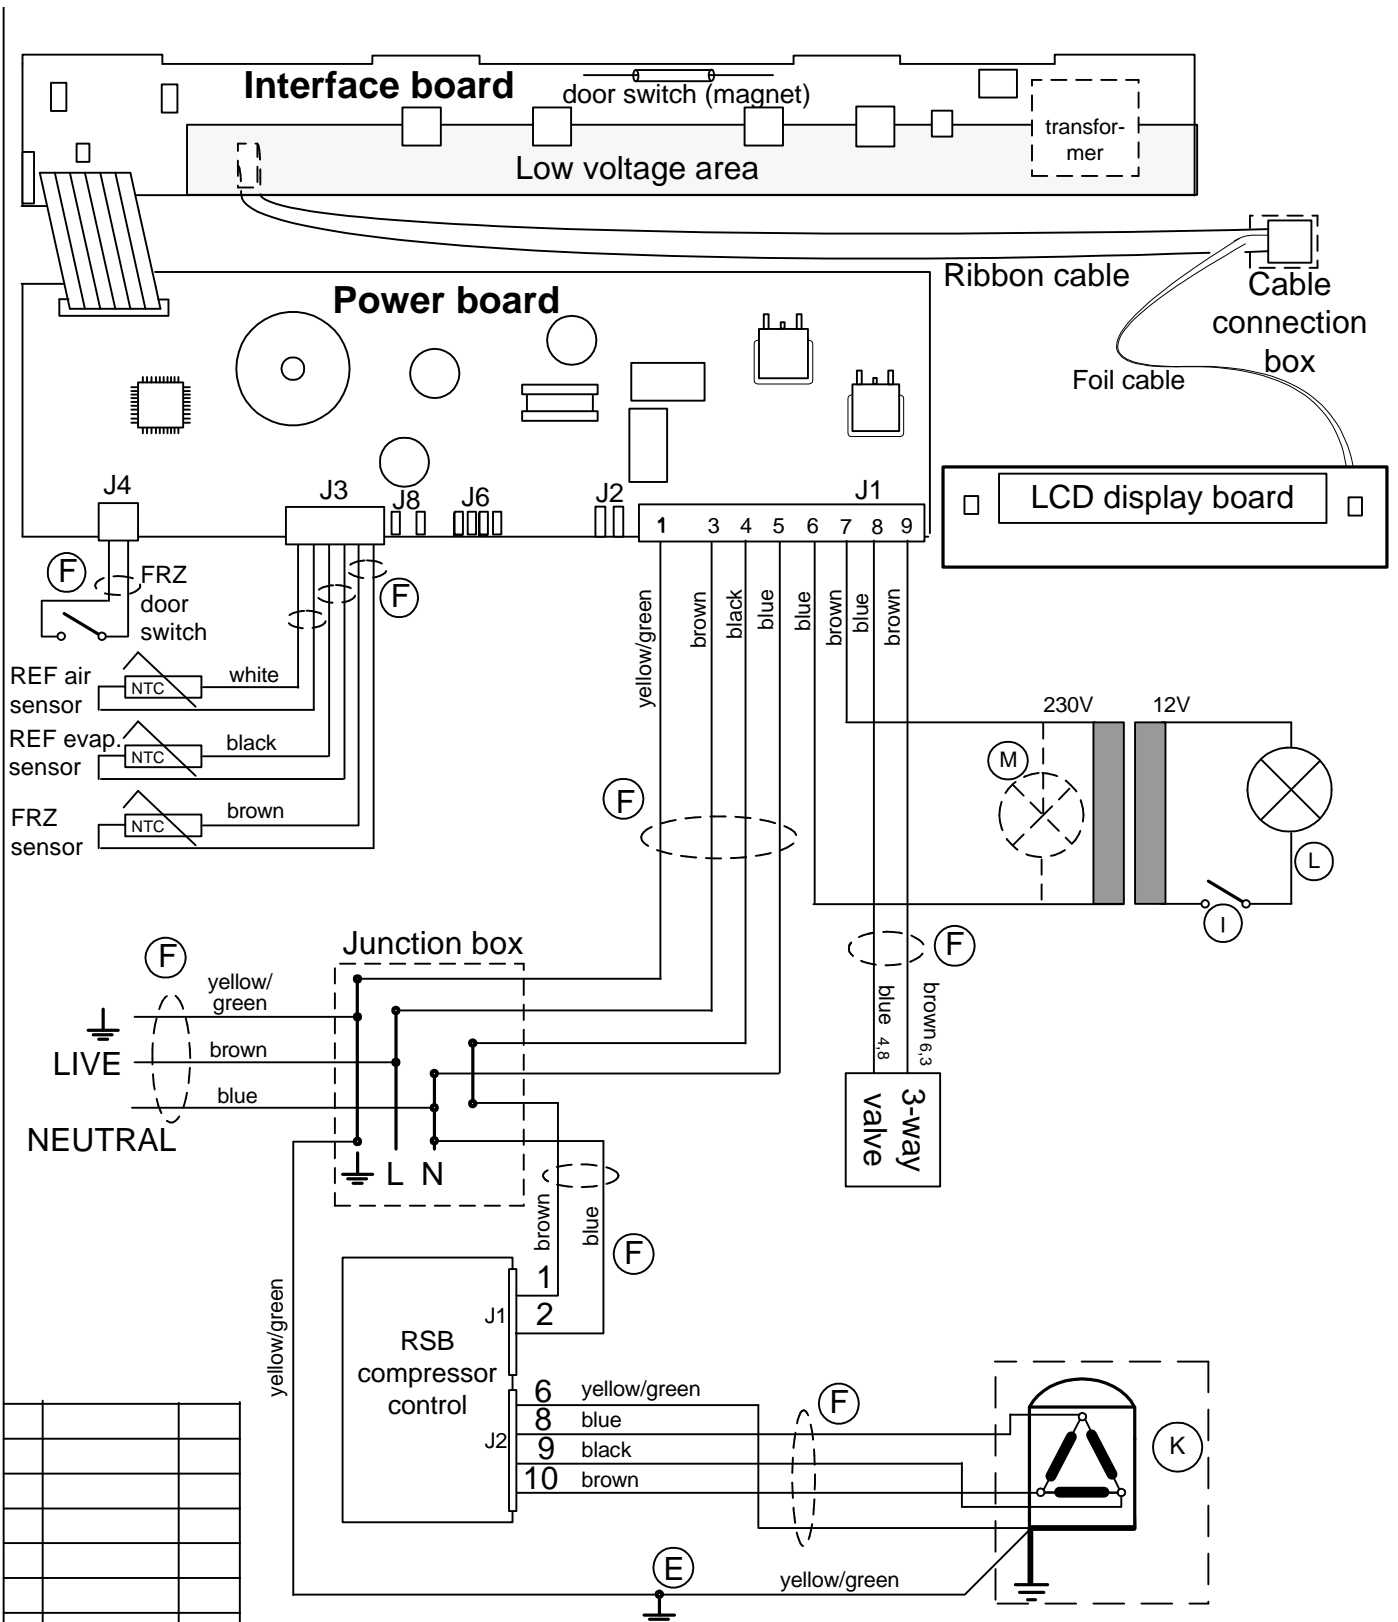 Interface board
door switch (magnet)
transfor-
mer
Low voltage area
Ribbon cable
Cable
connection
box
Foil cable
Power board
LCD display board
J4
J3
J8
J6
J2
J1
1 3 4 5 6 7 8 9
F
FRZ
door
switch
F
yellow/green
brown
black
blue
blue
brown
blue
brown
REF air
sensor
NTC
white
REF evap.
sensor
NTC
black
FRZ
sensor
NTC
brown
230V
12V
M
L
I
F
F
blue 4,8
brown 6,3
3-way
valve
Junction box
F
yellow/
green
LIVE
brown
blue
NEUTRAL
L N
brown
blue
F
yellow/green
RSB
compressor
control
J1
1
2
J2
6 yellow/green
8 blue
9 black
10 brown
F
K
E
yellow/green